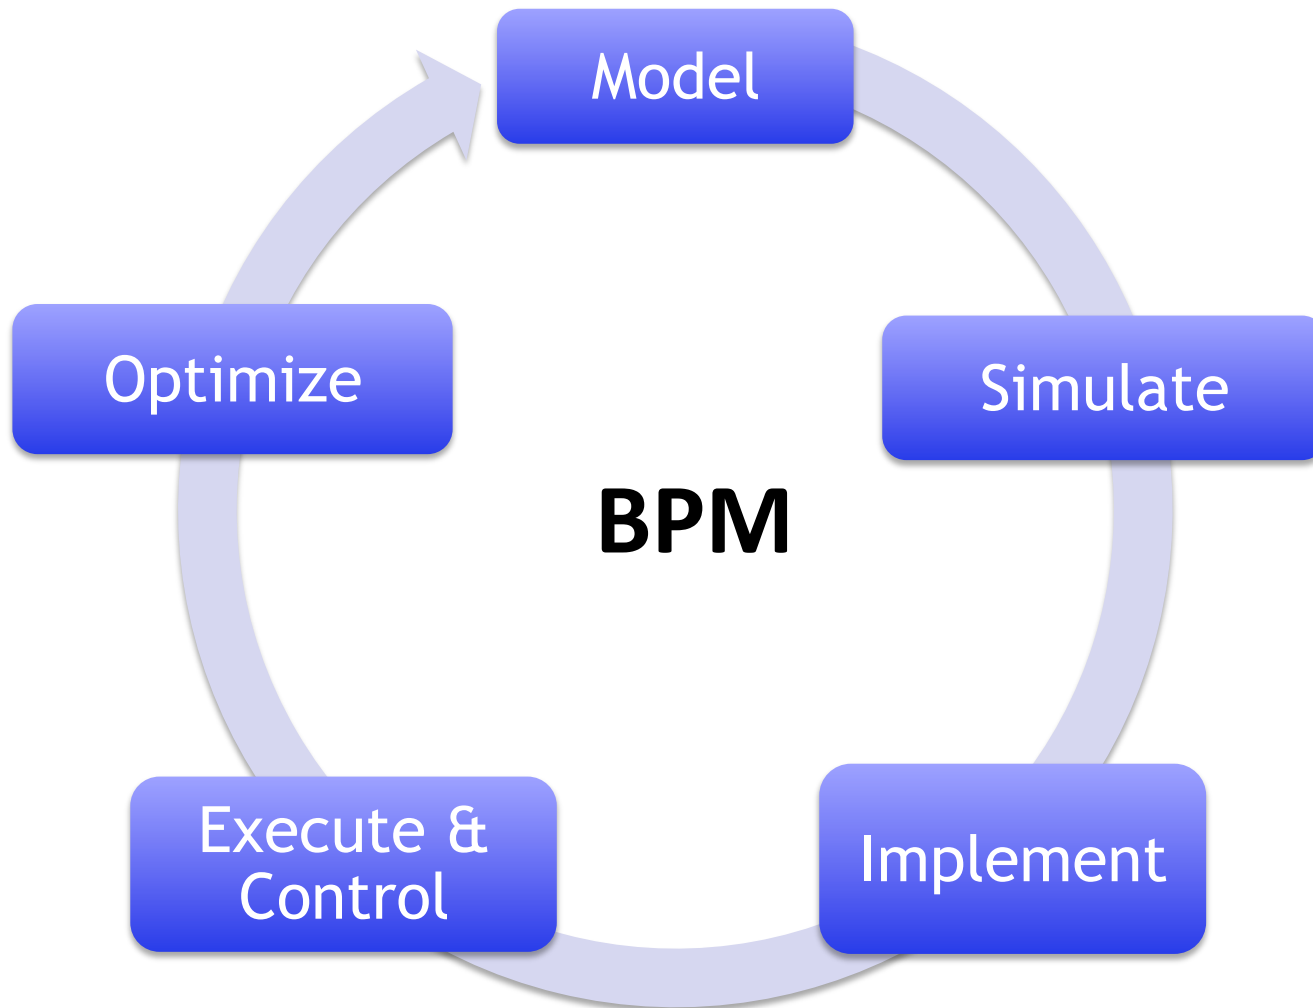 Model
Simulate
Implement
Execute &
Control
Optimize
BPM